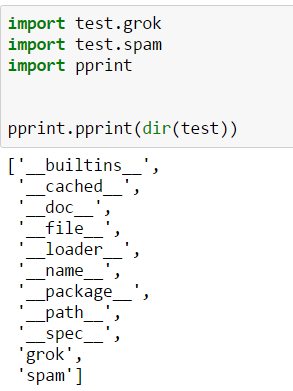 import test.grok
import test.spam
import pprint
pprint.pprint(dir(test))
['__builtins__',
'__cached__',
'__doc__',
'__file__',
'__loader__',
'__name__',
'__package__',
'__path__',
'__spec__',
'grok',
'spam']